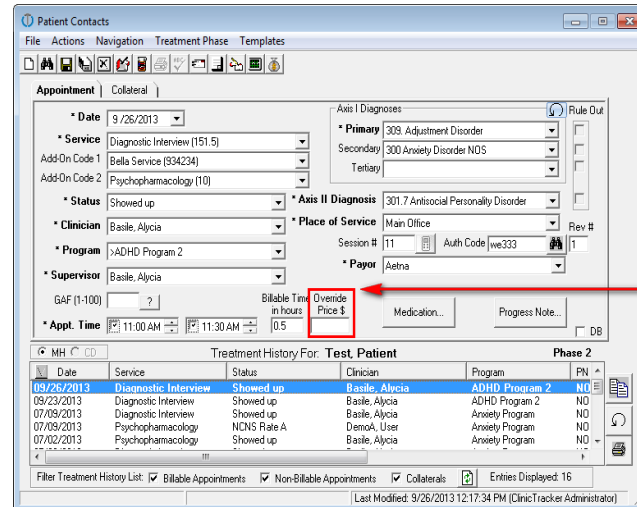 Patient Contacts
File Actions Navigation Treatment Phase Templates
Appointment Collateral
* Date 9 /26/2013
* Service Diagnostic Interview (151.5)
Add-On Code 1 Bella Service (934234)
Add-On Code 2 Psychopharmacology (10)
* Status Showed up
* Clinician Basile, Alycia
* Program >ADHD Program 2
* Supervisor Basile, Alycia
GAF (1-100) ?
* Appt. Time 11:00 AM 11:30 AM
Billable Time in hours 0.5
Override Price $
Axis I Diagnoses Rule Out
* Primary 309. Adjustment Disorder
Secondary 300 Anxiety Disorder NOS
Tertiary
* Axis II Diagnosis 301.7 Antisocial Personality Disorder
* Place of Service Main Office
Rev #
Session # 11 Auth Code we333 1
* Payor Aetna
Medication... Progress Note...
DB
MH CD Treatment History For: Test, Patient Phase 2
Date Service Status Clinician Program PN
09/26/2013 Diagnostic Interview Showed up Basile, Alycia ADHD Program 2 NO
09/23/2013 Diagnostic Interview Showed up Basile, Alycia ADHD Program 2 NO
07/09/2013 Diagnostic Interview Showed up Basile, Alycia Anxiety Program NO
07/09/2013 Psychopharmacology NCNS Rate A DemoA, User Anxiety Program NO
07/02/2013 Psychopharmacology Showed up Basile, Alycia Anxiety Program NO
Filter Treatment History List: Billable Appointments Non-Billable Appointments Collaterals Entries Displayed: 16
Last Modified: 9/26/2013 12:17:34 PM (ClinicTracker Administrator)